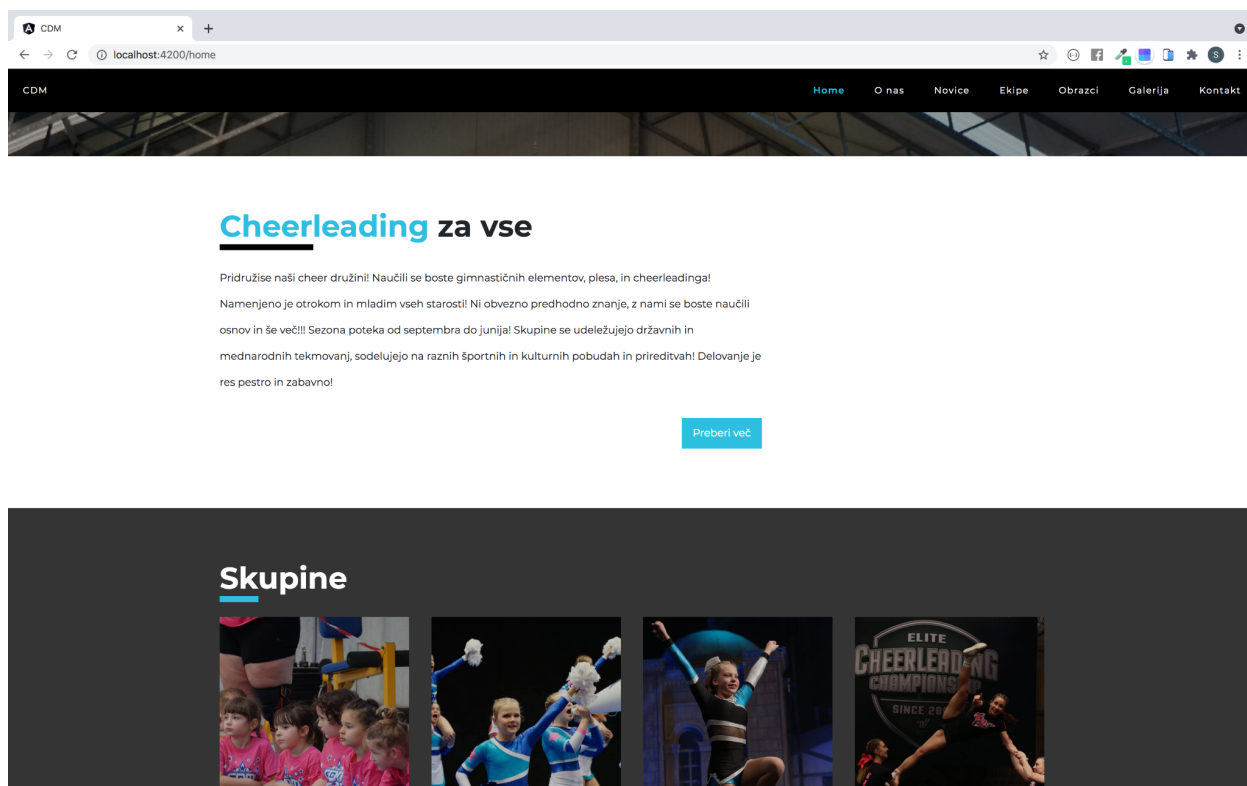 CDM
localhost:4200/home
S
CDM
Home O nas Novice Ekipe Obrazci Galerija Kontakt
Cheerleading za vse
Pridružise naši cheer družini! Naučili se boste gimnastičnih elementov, plesa, in cheerleadinga!
Namenjeno je otrokom in mladim vseh starosti! Ni obvezno predhodno znanje, z nami se boste naučili
osnov in še več!!! Sezona poteka od septembra do junija! Skupine se udeležujejo državnih in
mednarodnih tekmovanj, sodelujejo na raznih športnih in kulturnih pobudah in prireditvah! Delovanje je
res pestro in zabavno!
Preberi več
Skupine
ELITE
CHEERLEADING
CHAMPIONSHIP
SINCE